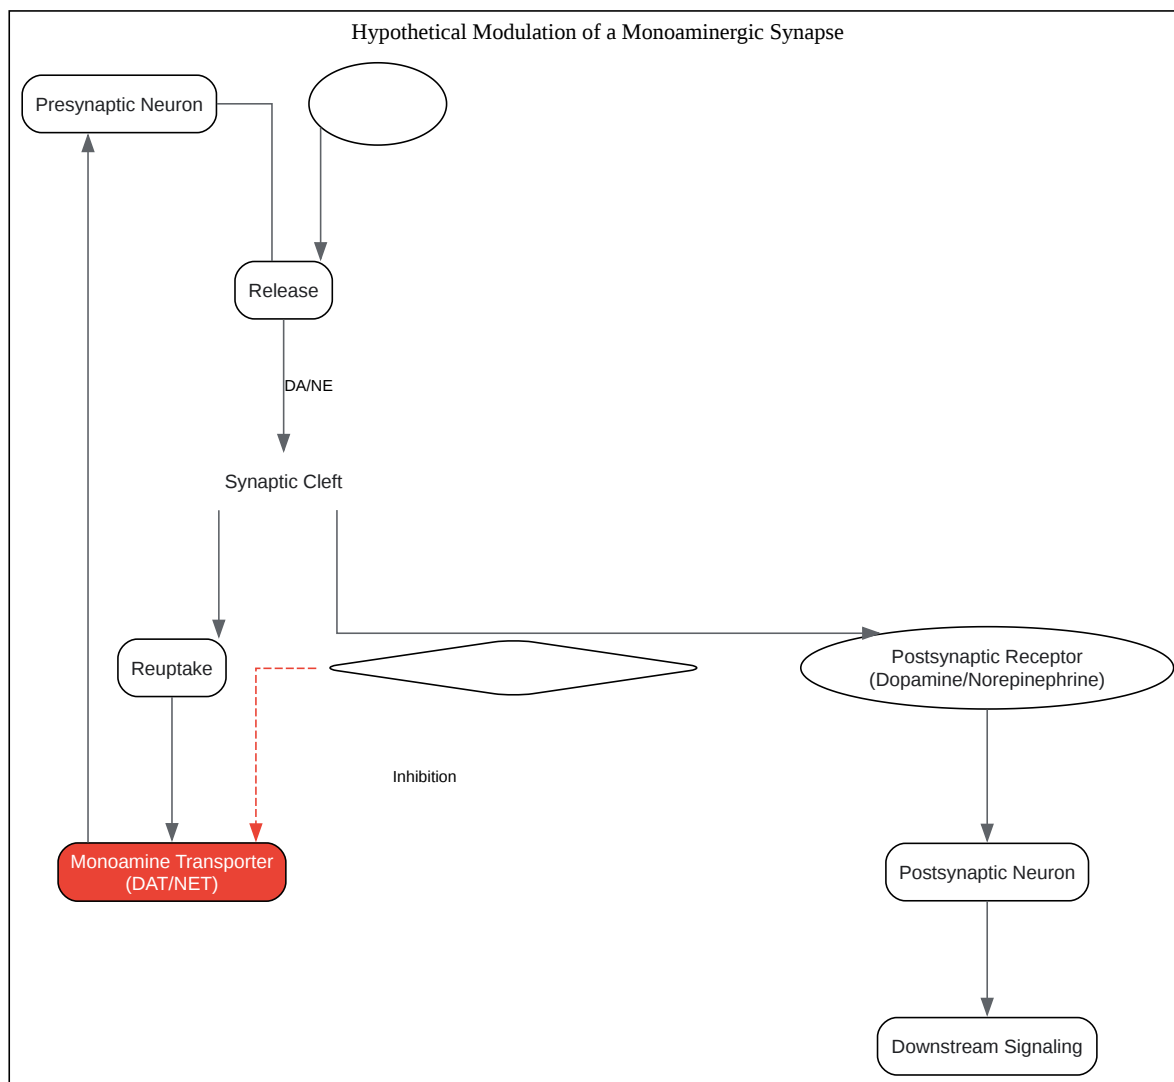 Hypothetical Modulation of a Monoaminergic Synapse
Presynaptic Neuron
Release
DA/NE
Synaptic Cleft
Reuptake
Postsynaptic Receptor
(Dopamine/Norepinephrine)
Inhibition
Monoamine Transporter
(DAT/NET)
Postsynaptic Neuron
Downstream Signaling